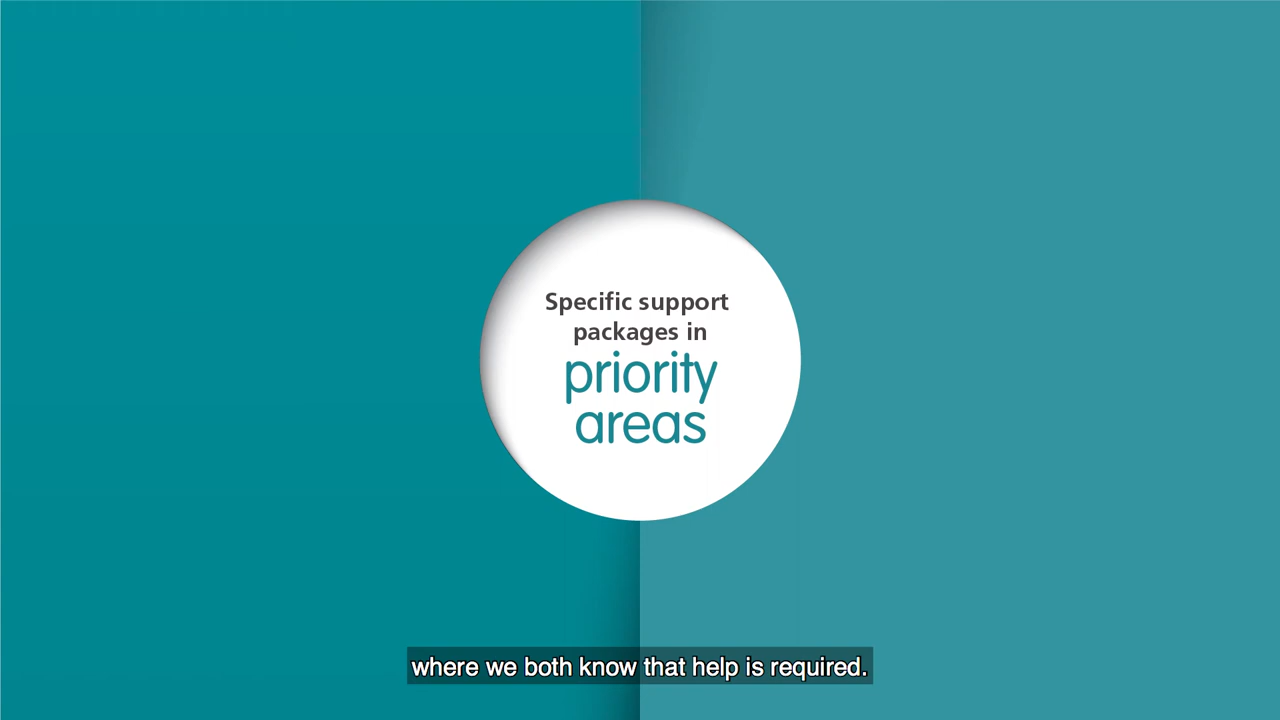 Specific support
packages in
priority
areas
where we both know that help is required.